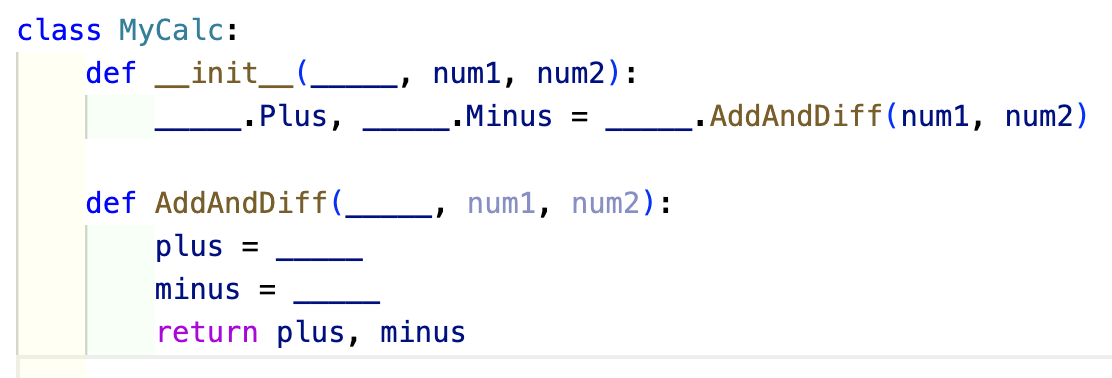 class MyCalc:
    def __init__(_____, num1, num2):
        _____.Plus, _____.Minus = _____.AddAndDiff(num1, num2)

    def AddAndDiff(_____, num1, num2):
        plus = _____
        minus = _____
        return plus, minus